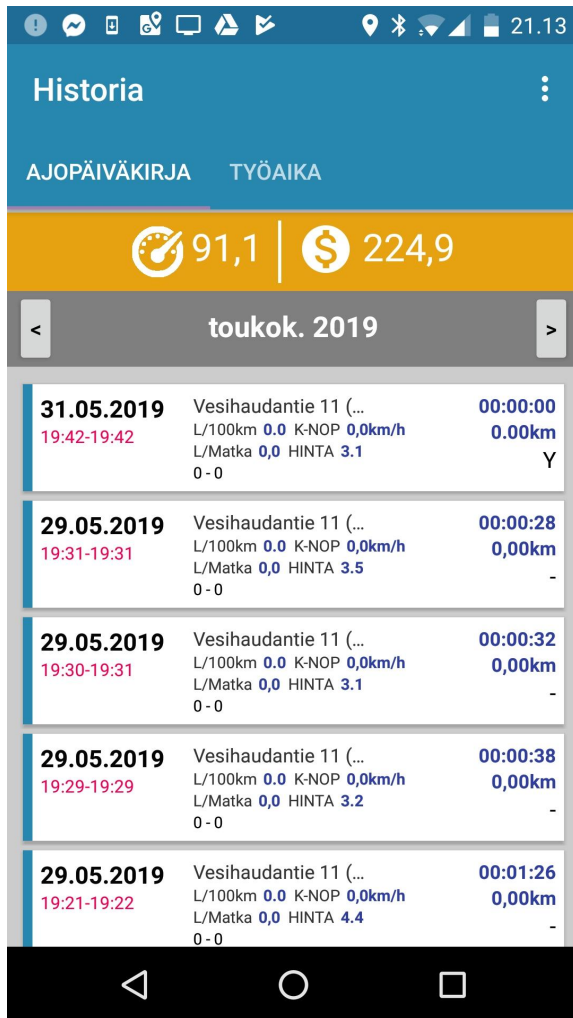 21.13
Historia
AJOPÄIVÄKIRJA TYÖAIKA
91,1 $ 224,9
< toukok. 2019 >
31.05.2019 Vesihaudantie 11 (... 00:00:00
19:42-19:42 L/100km 0.0 K-NOP 0,0km/h 0.00km
L/Matka 0,0 HINTA 3.1 Y
0 - 0
29.05.2019 Vesihaudantie 11 (... 00:00:28
19:31-19:31 L/100km 0.0 K-NOP 0,0km/h 0,00km
L/Matka 0,0 HINTA 3.5 -
0 - 0
29.05.2019 Vesihaudantie 11 (... 00:00:32
19:30-19:31 L/100km 0.0 K-NOP 0,0km/h 0,00km
L/Matka 0,0 HINTA 3.1 -
0 - 0
29.05.2019 Vesihaudantie 11 (... 00:00:38
19:29-19:29 L/100km 0.0 K-NOP 0,0km/h 0,00km
L/Matka 0,0 HINTA 3.2 -
0 - 0
29.05.2019 Vesihaudantie 11 (... 00:01:26
19:21-19:22 L/100km 0.0 K-NOP 0,0km/h 0,00km
L/Matka 0,0 HINTA 4.4 -
0 - 0